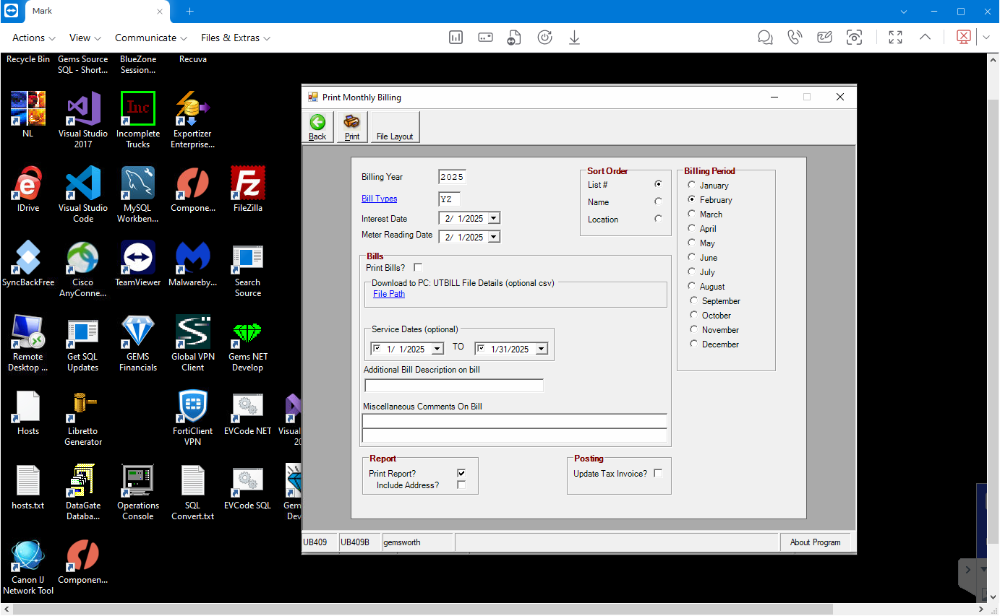 Mark
Actions View Communicate Files & Extras
Recycle Bin
Gems Source
SQL - Short...
BlueZone
Session...
Recuva
NL
Visual Studio
2017
Inc
Incomplete
Trucks
Exportizer
Enterprise...
IDrive
Visual Studio
Code
MySQL
Workben...
Compone...
Fz
FileZilla
SyncBackFree
Cisco
AnyConne...
TeamViewer
Malwareby...
Search
Source
Remote
Desktop ...
Get SQL
Updates
GEMS
Financials
Global VPN
Client
Gems NET
Develop
Hosts
Libretto
Generator
FortiClient
VPN
EVCode NET
Visual
20
hosts.txt
DataGate
Databa...
Operations
Console
SQL
Convert.txt
EVCode SQL
Gem
Dev
Canon IJ
Network Tool
Componen...
Print Monthly Billing
Back
Print
File Layout
Billing Year 2025
Bill Types YZ
Interest Date 2/ 1/2025
Meter Reading Date 2/ 1/2025
Sort Order
List #
Name
Location
Billing Period
January
February
March
April
May
June
July
August
September
October
November
December
Bills
Print Bills?
Download to PC: UTBILL File Details (optional csv)
File Path
Service Dates (optional)
1/ 1/2025 TO 1/31/2025
Additional Bill Description on bill
Miscellaneous Comments On Bill
Report
Print Report?
Include Address?
Posting
Update Tax Invoice?
UB409 UB409B gemsworth About Program